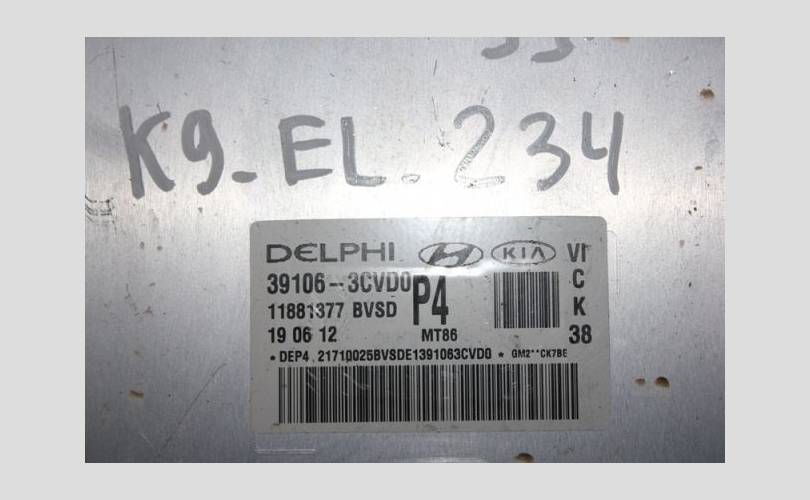 K9-EL.234
DELPHI KIA VI
39106-3CVD0 P4 C
11881377 BVSD K
19 06 12 MT86 38
*DEP4 21710025BVSDE1391063CVD0 * GM2**CK7BE